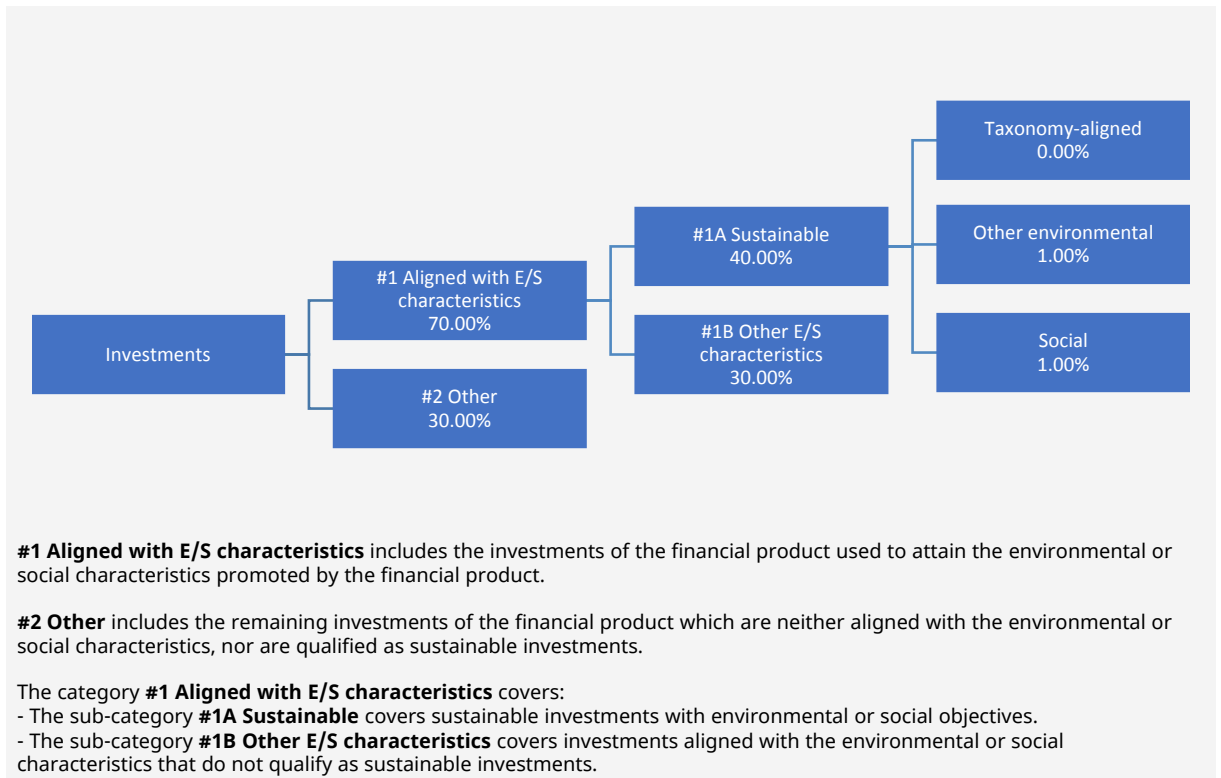 Investments
#1 Aligned with E/S
characteristics
70.00%
#2 Other
30.00%
#1A Sustainable
40.00%
#1B Other E/S
characteristics
30.00%
Taxonomy-aligned
0.00%
Other environmental
1.00%
Social
1.00%
#1 Aligned with E/S characteristics includes the investments of the financial product used to attain the environmental or
social characteristics promoted by the financial product.
#2 Other includes the remaining investments of the financial product which are neither aligned with the environmental or
social characteristics, nor are qualified as sustainable investments.
The category #1 Aligned with E/S characteristics covers:
- The sub-category #1A Sustainable covers sustainable investments with environmental or social objectives.
- The sub-category #1B Other E/S characteristics covers investments aligned with the environmental or social
characteristics that do not qualify as sustainable investments.